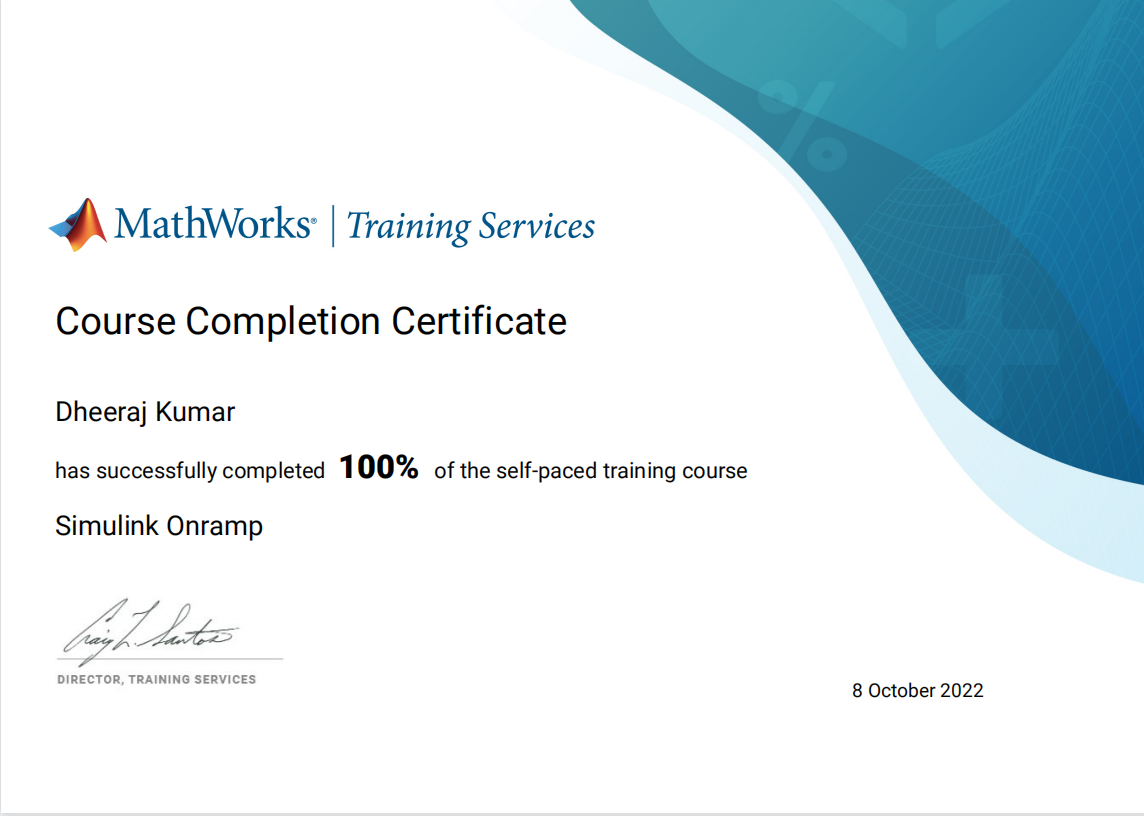 MathWorks® | Training Services
Course Completion Certificate
Dheeraj Kumar
has successfully completed 100% of the self-paced training course
Simulink Onramp
Craig L. Santos
DIRECTOR, TRAINING SERVICES
8 October 2022